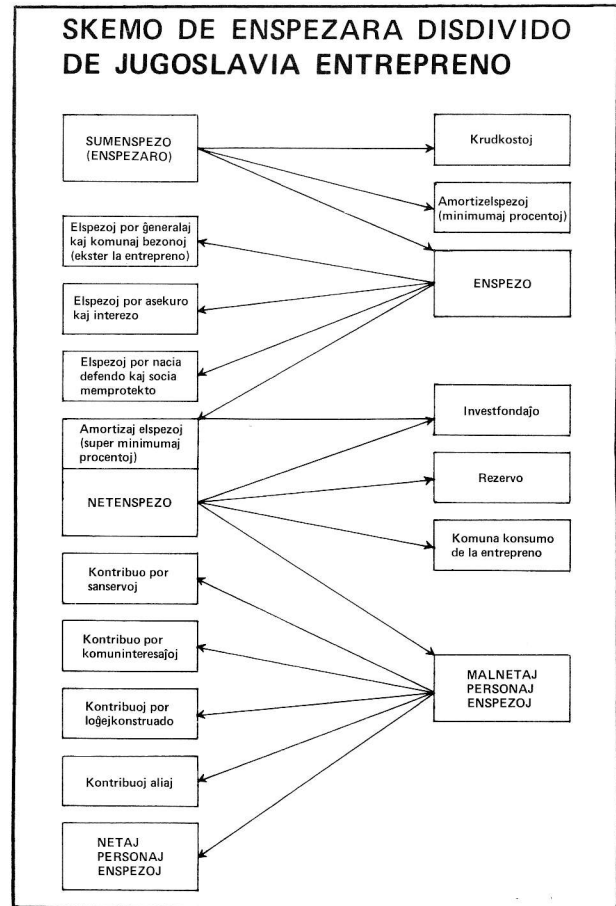 SKEMO DE ENSPEZARA DISDIVIDO
DE JUGOSLAVIA ENTREPRENO
SUMENSPEZO
(ENSPEZARO)
Krudkostoj
Amortizelspezoj
(minimumaj procentoj)
Elspezoj por ĝeneralaj
kaj komunaj bezonoj
(ekster la entrepreno)
ENSPEZO
Elspezoj por asekuro
kaj interezo
Elspezoj por nacia
defendo kaj socia
memprotekto
Amortizaj elspezoj
(super minimumaj
procentoj)
Investfondaĵo
NETENSPEZO
Rezervo
Komuna konsumo
de la entrepreno
Kontribuo por
sanservoj
Kontribuo por
komuninteresaĵoj
MALNETAJ
PERSONAJ
ENSPEZOJ
Kontribuoj por
loĝejkonstruado
Kontribuoj aliaj
NETAJ
PERSONAJ
ENSPEZOJ